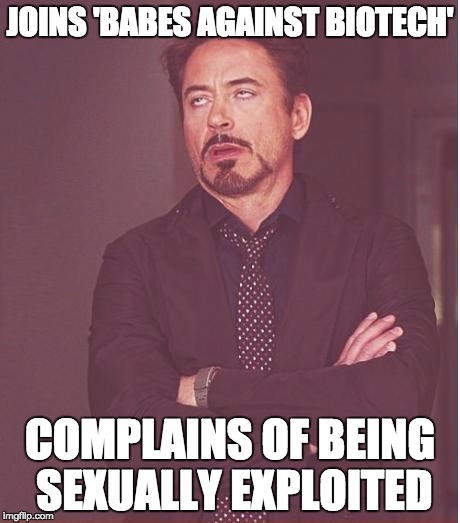 JOINS 'BABES AGAINST BIOTECH'
COMPLAINS OF BEING
SEXUALLY EXPLOITED
imgflip.com